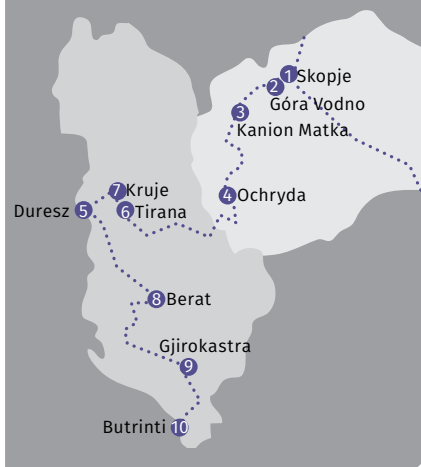 1 Skopje
2 Góra Vodno
3 Kanion Matka
4 Ochryda
7 Kruje
Duresz 5
6 Tirana
8 Berat
Gjirokastra
9
Butrinti 10